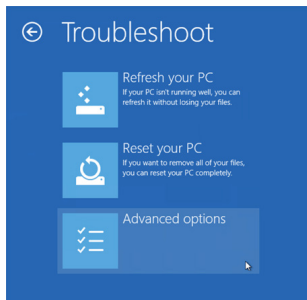 Troubleshoot
Refresh your PC
If your PC isn't running well, you can
refresh it without losing your files.
Reset your PC
If you want to remove all of your files,
you can reset your PC completely.
Advanced options